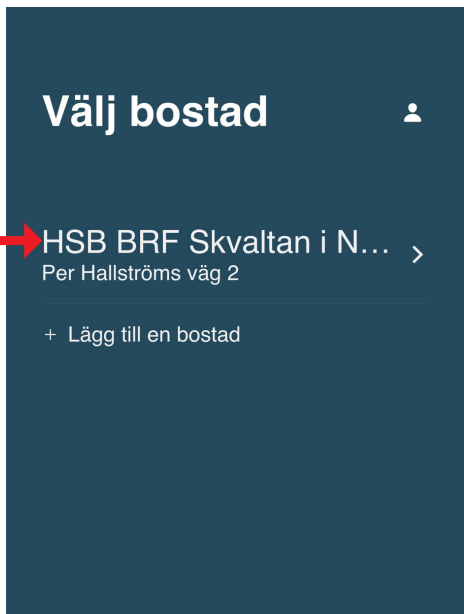 Välj bostad
HSB BRF Skvaltan i N...
Per Hallströms väg 2
+ Lägg till en bostad